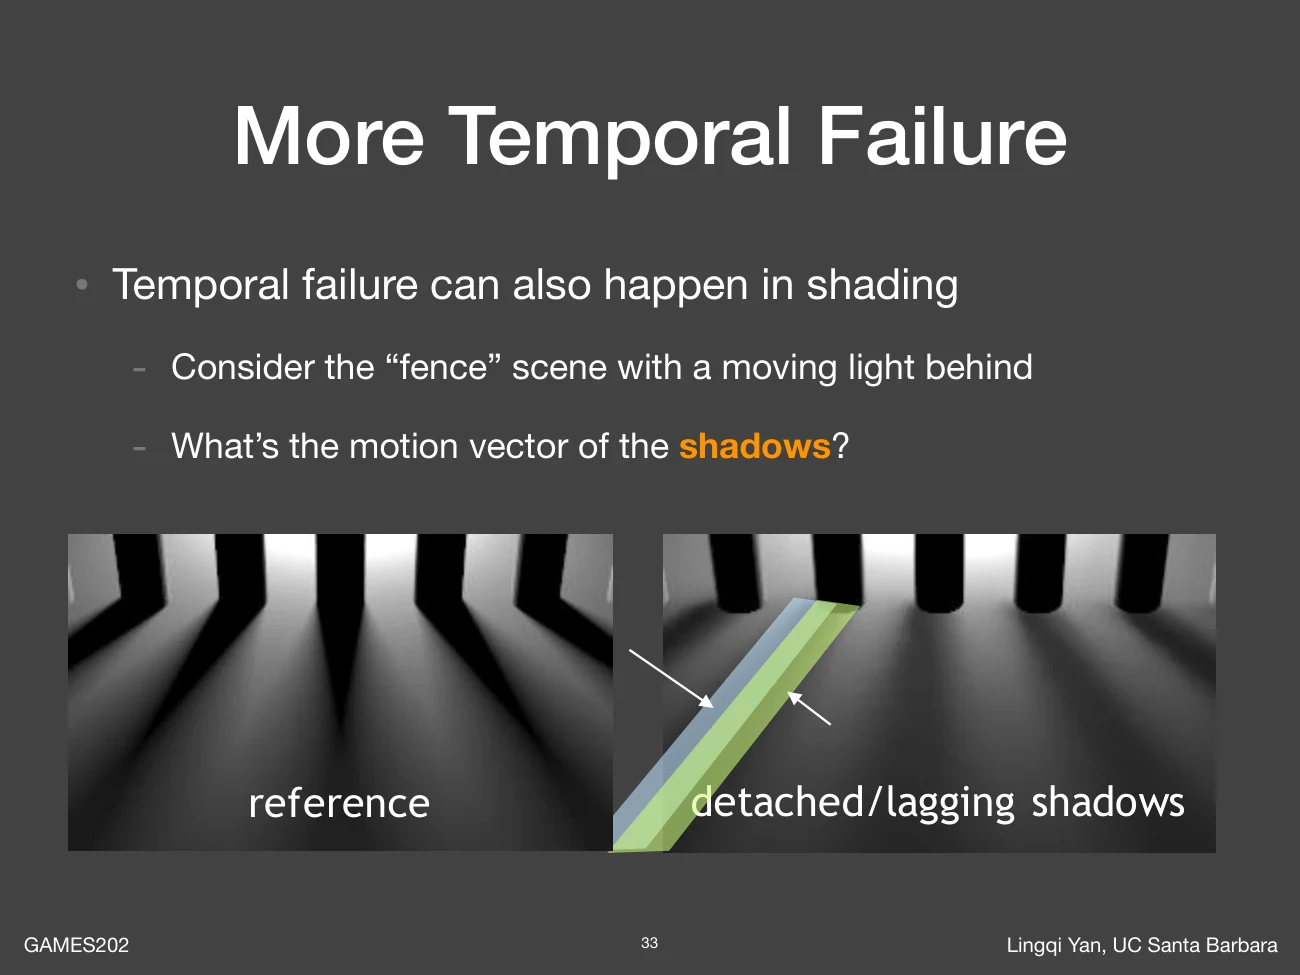 More Temporal Failure
• Temporal failure can also happen in shading
- Consider the “fence” scene with a moving light behind
- What’s the motion vector of the shadows?
reference
detached/lagging shadows
GAMES202
33
Lingqi Yan, UC Santa Barbara